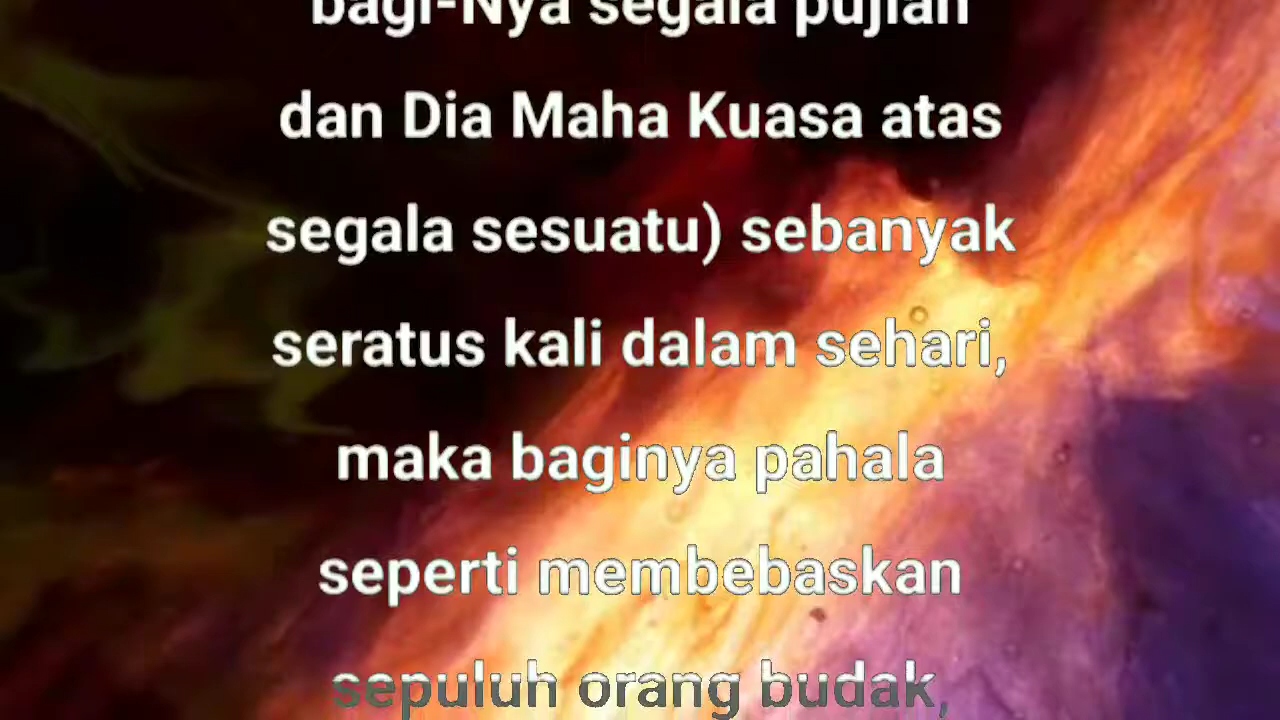 bagi-Nya segala pujian
dan Dia Maha Kuasa atas
segala sesuatu) sebanyak
seratus kali dalam sehari,
maka baginya pahala
seperti membebaskan
sepuluh orang budak,